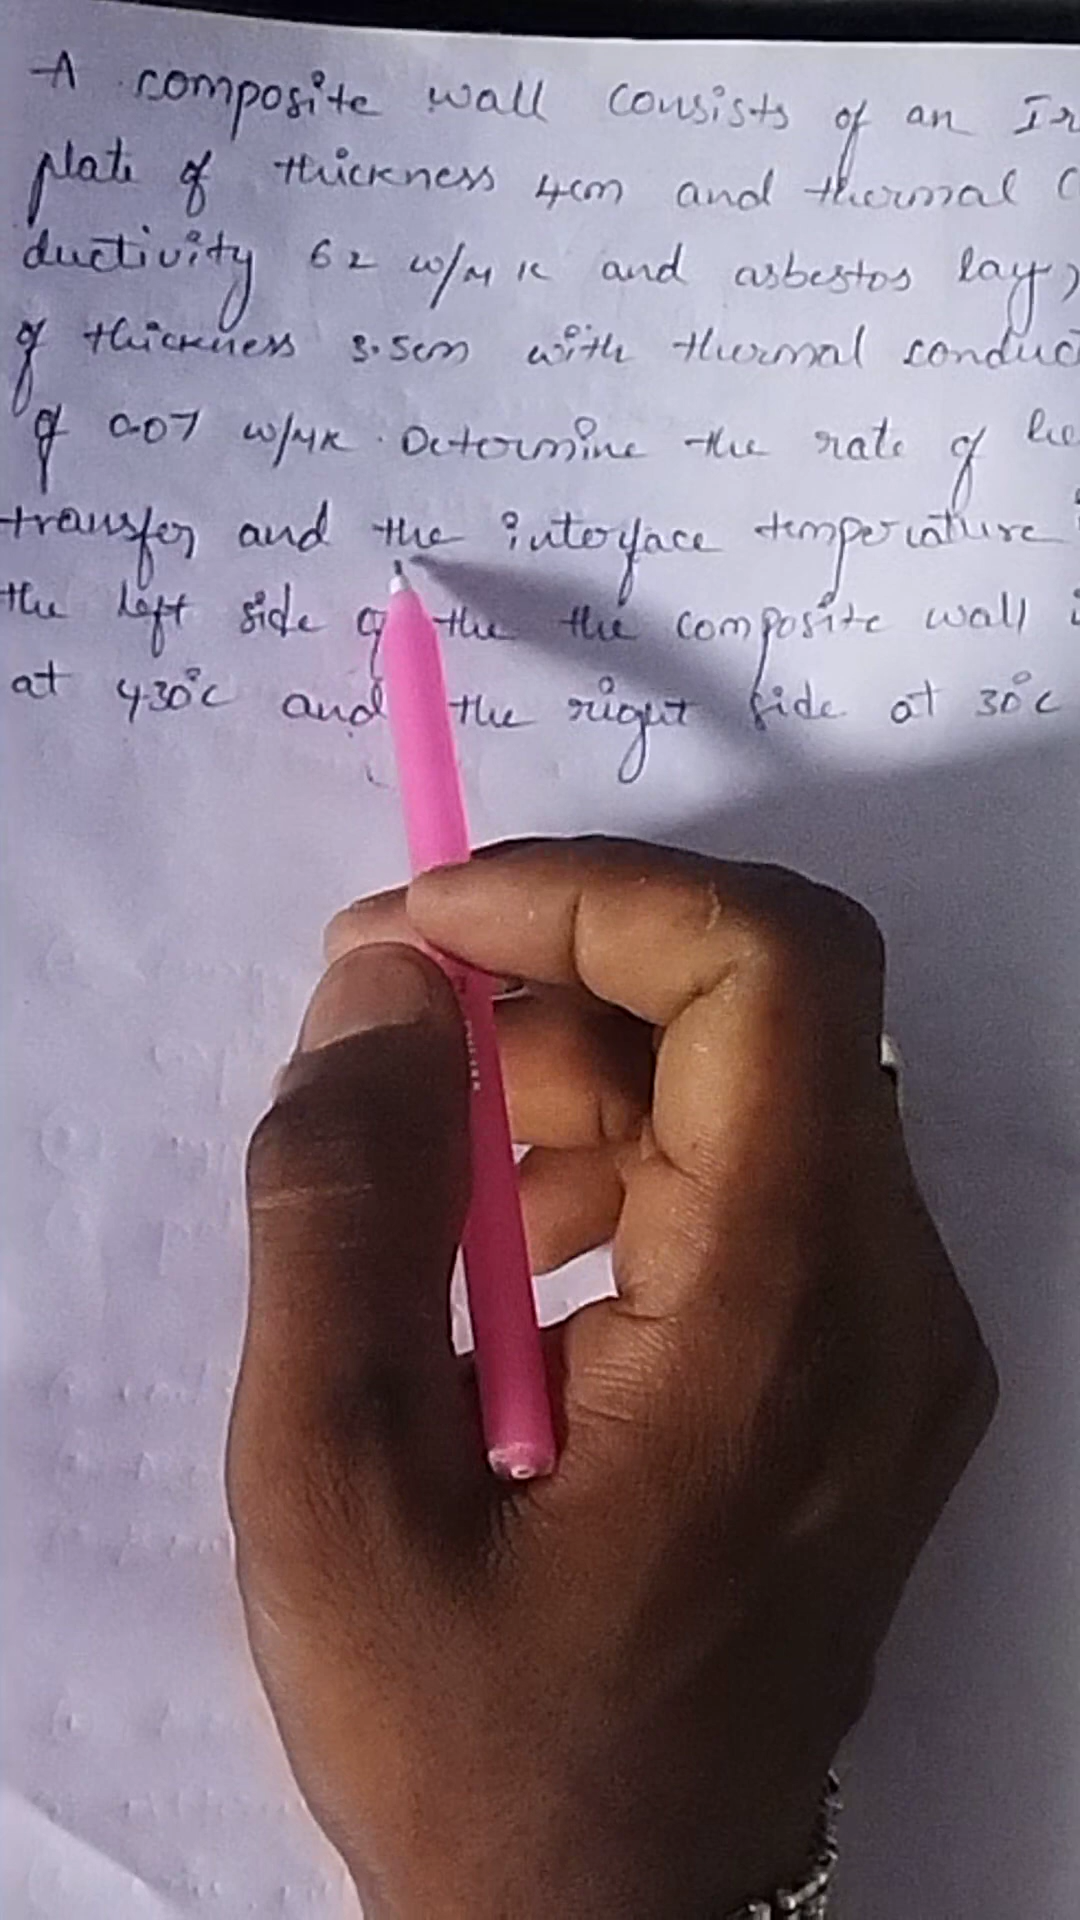 A composite wall consists of an Ir
plate of thickness 4cm and thermal C
ductivity 62 W/MK and asbestos lay
of thickness 3.5cm with thermal conduc
of 0.07 W/MK. Determine the rate of he
transfer and the interface temperature
the left side of the the composite wall i
at 430°C and the right side at 30°C